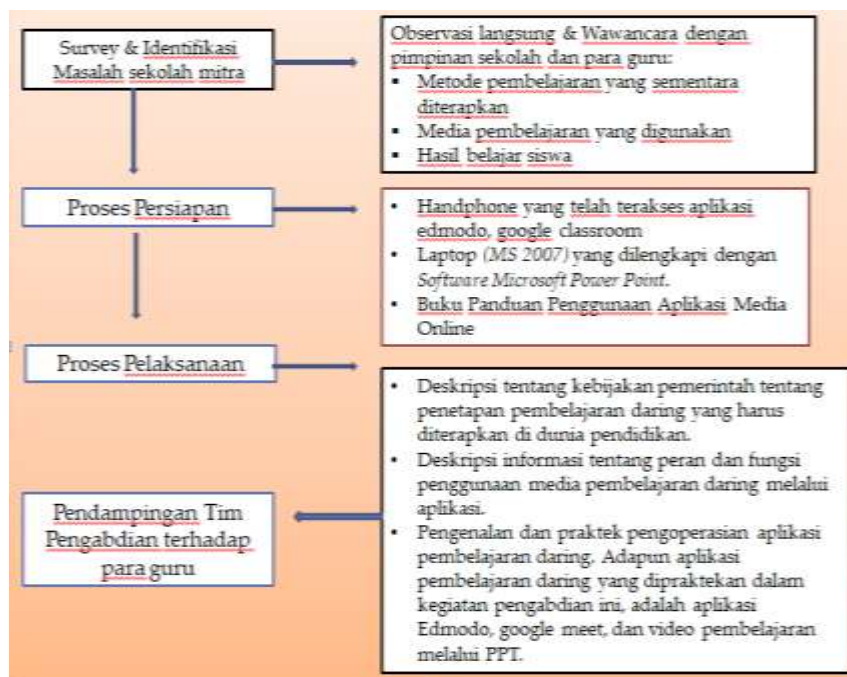 Survey & Identifikasi
Masalah sekolah mitra
Observasi langsung & Wawancara dengan
pimpinan sekolah dan para guru:
▪ Metode pembelajaran yang sementara
diterapkan
▪ Media pembelajaran yang digunakan
▪ Hasil belajar siswa
Proses Persiapan
• Handphone yang telah terakses aplikasi
edmodo, google classroom
• Laptop (MS 2007) yang dilengkapi dengan
Software Microsoft Power Point.
• Buku Panduan Penggunaan Aplikasi Media
Online
Proses Pelaksanaan
• Deskripsi tentang kebijakan pemerintah tentang
penetapan pembelajaran daring yang harus
diterapkan di dunia pendidikan.
• Deskripsi informasi tentang peran dan fungsi
penggunaan media pembelajaran daring melalui
aplikasi.
• Pengenalan dan praktek pengoperasian aplikasi
pembelajaran daring. Adapun aplikasi
pembelajaran daring yang dipraktekan dalam
kegiatan pengabdian ini, adalah aplikasi
Edmodo, google meet, dan video pembelajaran
melalui PPT.
Pendampingan Tim
Pengabdian terhadap
para guru